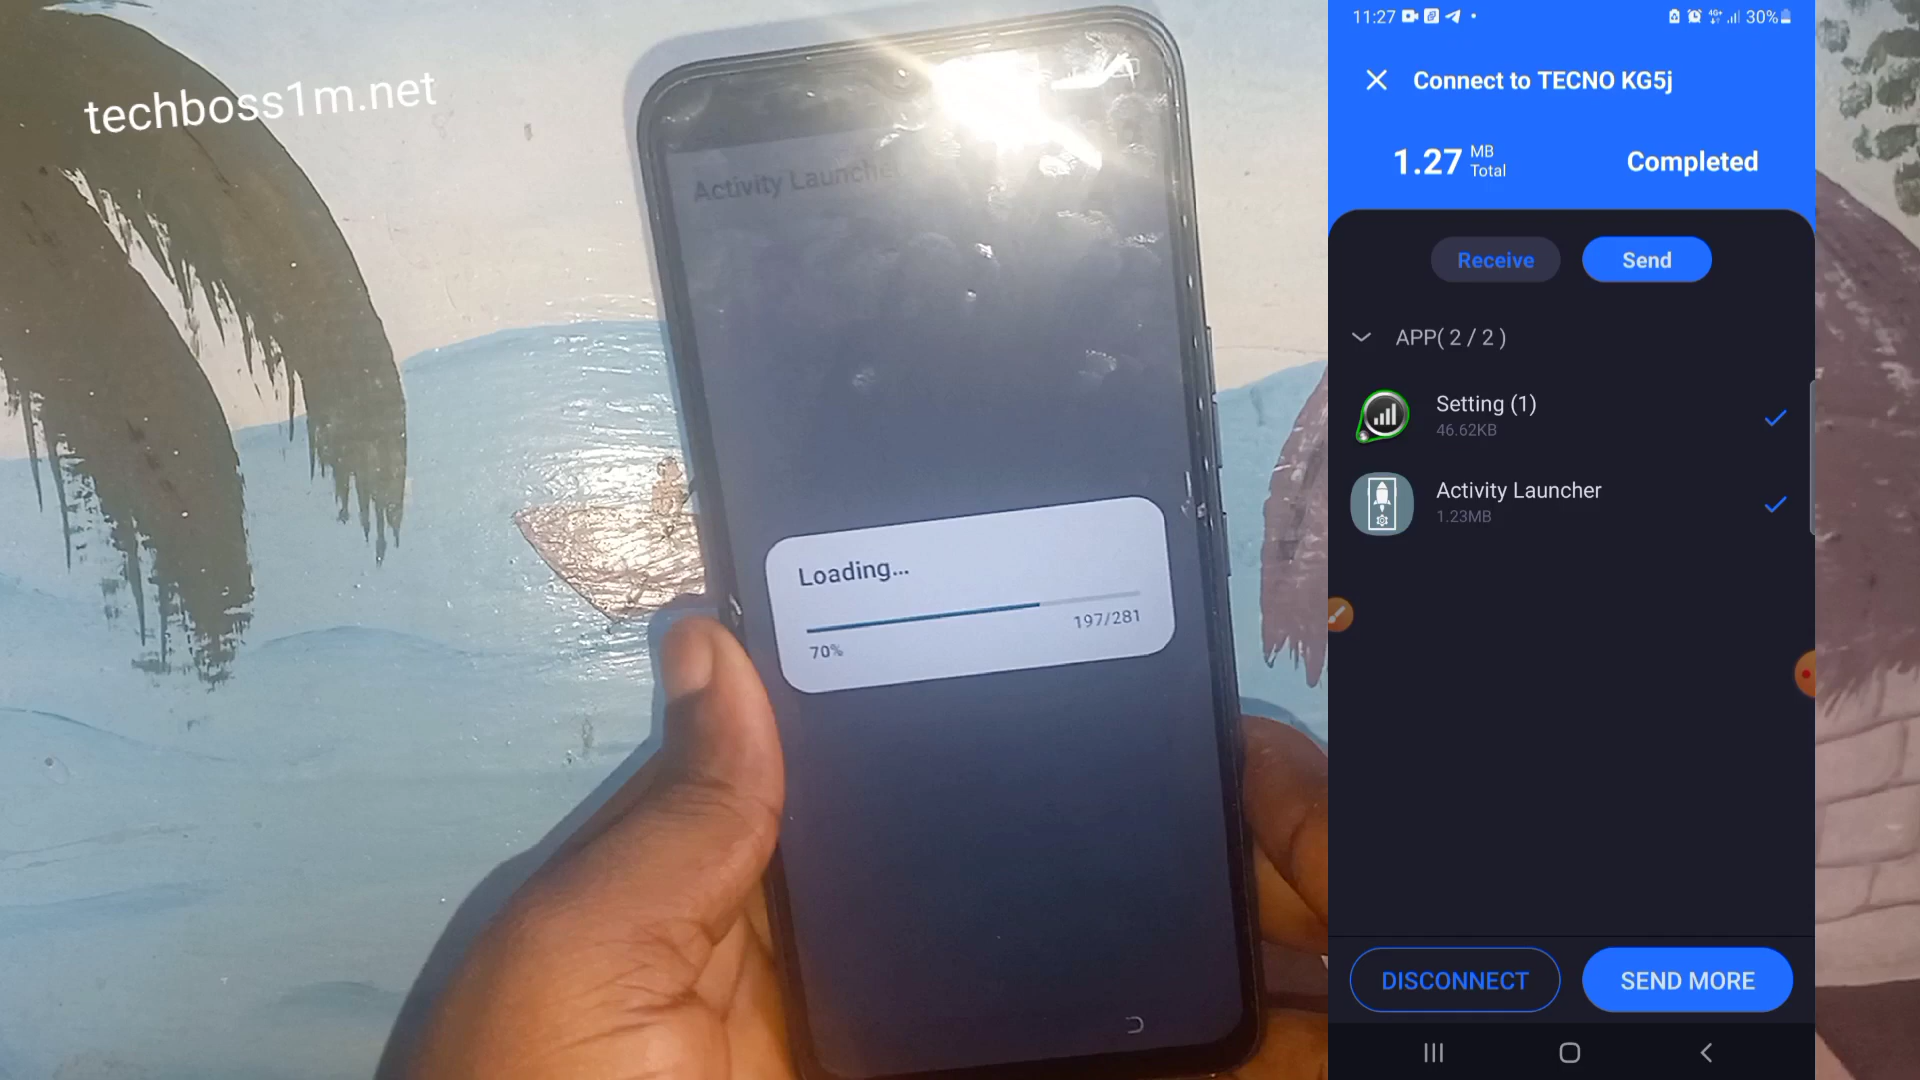 techboss1m.net
Activity Launcher
Loading...
197/281
70%
11:27
4G+
30%
Connect to TECNO KG5j
1.27 MB Total
Completed
Receive
Send
APP( 2 / 2 )
Setting (1)
46.62KB
Activity Launcher
1.23MB
DISCONNECT
SEND MORE